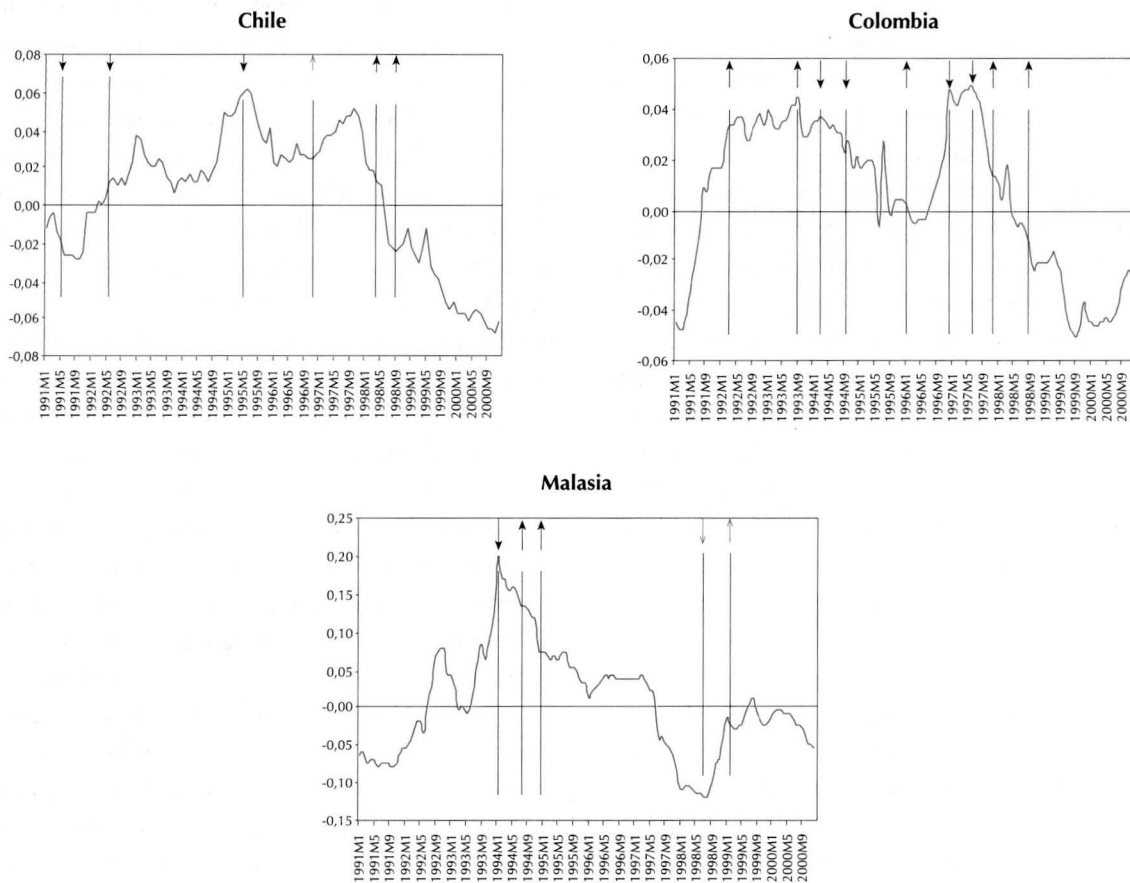 Chile
0,08
0,06
0,04
0,02
0,00
-0,02
-0,04
-0,06
-0,08
1991M1
1991M5
1991M9
1992M1
1992M5
1992M9
1993M1
1993M5
1993M9
1994M1
1994M5
1994M9
1995M1
1995M5
1995M9
1996M1
1996M5
1996M9
1997M1
1997M5
1997M9
1998M1
1998M5
1998M9
1999M1
1999M5
1999M9
2000M1
2000M5
2000M9
Colombia
0,06
0,04
0,02
0,00
-0,02
-0,04
-0,06
1991M1
1991M5
1991M9
1992M1
1992M5
1992M9
1993M1
1993M5
1993M9
1994M1
1994M5
1994M9
1995M1
1995M5
1995M9
1996M1
1996M5
1996M9
1997M1
1997M5
1997M9
1998M1
1998M5
1998M9
1999M1
1999M5
1999M9
2000M1
2000M5
2000M9
Malasia
0,25
0,20
0,15
0,10
0,05
-0,00
-0,05
-0,10
-0,15
1991M1
1991M5
1991M9
1992M1
1992M5
1992M9
1993M1
1993M5
1993M9
1994M1
1994M5
1994M9
1995M1
1995M5
1995M9
1996M1
1996M5
1996M9
1997M1
1997M5
1997M9
1998M1
1998M5
1998M9
1999M1
1999M5
1999M9
2000M1
2000M5
2000M9